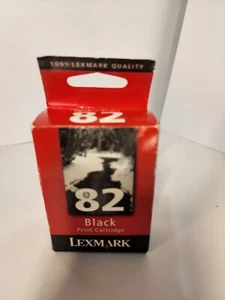 100% LEXMARK QUALITY
82
82
Black
Print Cartridge
LEXMARK